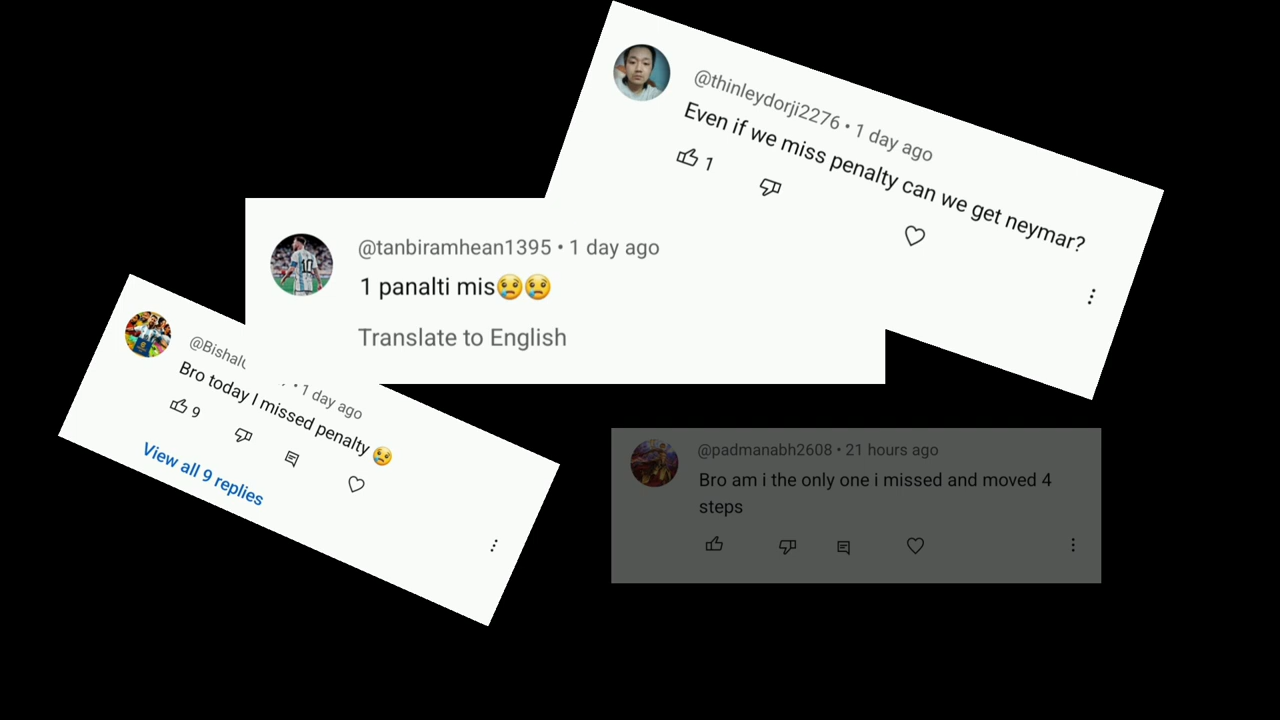 @thinleydorji2276 • 1 day ago
Even if we miss penalty can we get neymar?
1
@tanbiramhean1395 • 1 day ago
1 panalti mis😢😢
Translate to English
• 1 day ago
Bro today I missed penalty 😢
9
View all 9 replies
@padmanabh2608 • 21 hours ago
Bro am i the only one i missed and moved 4
steps